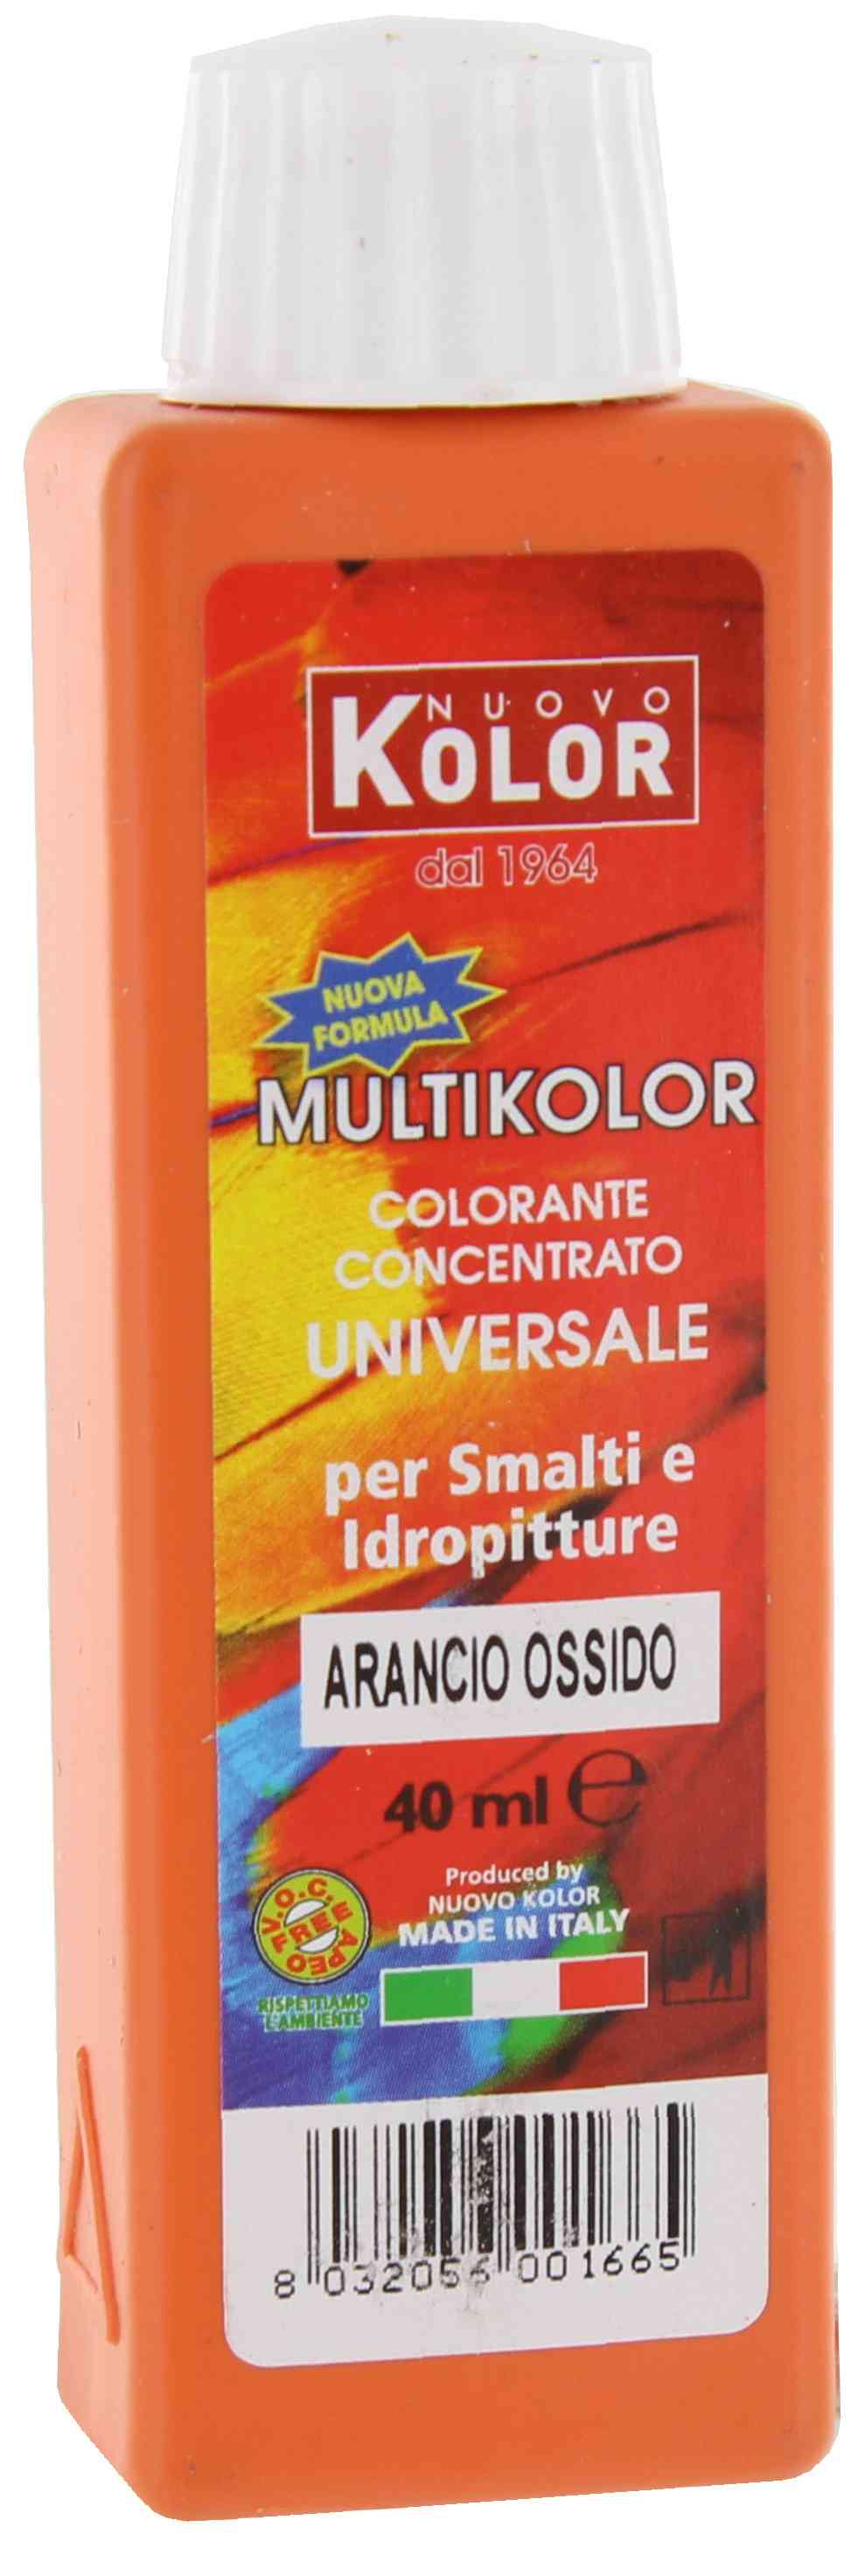 NUOVO
KOLOR
dal 1964
NUOVA
FORMULA
MULTIKOLOR
COLORANTE
CONCENTRATO
UNIVERSALE
per Smalti e
Idropitture
ARANCIO OSSIDO
40 ml ℮
Produced by
NUOVO KOLOR
MADE IN ITALY
V.O.C.
FREE
APEO
RISPETTIAMO
L'AMBIENTE
8 032056 001665